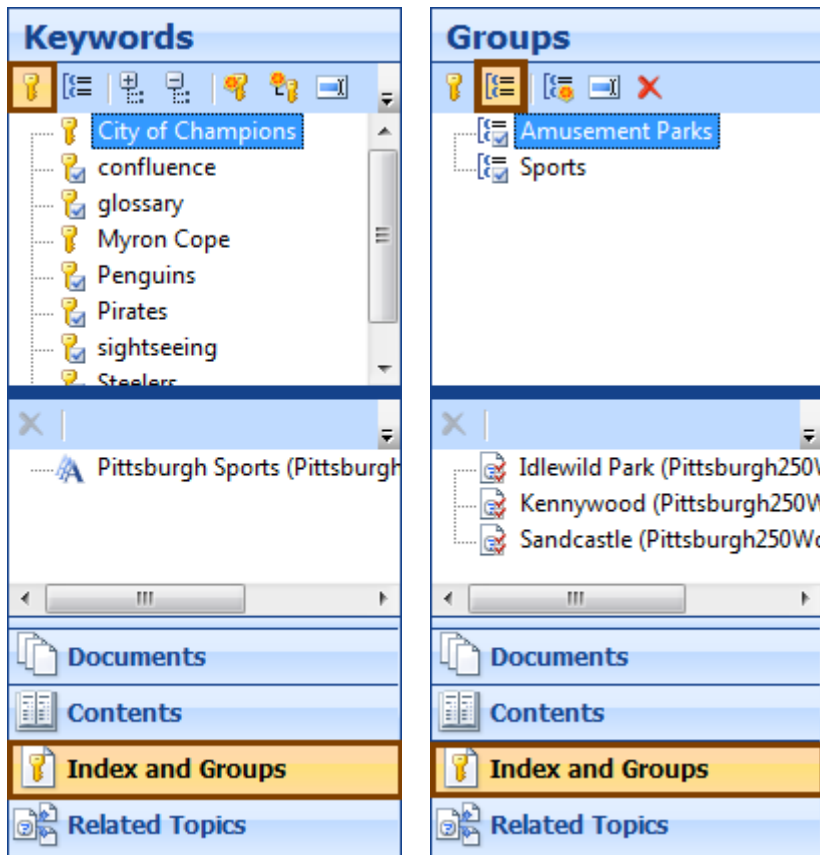 Keywords
City of Champions
confluence
glossary
Myron Cope
Penguins
Pirates
sightseeing
Steelers
Pittsburgh Sports (Pittsburgh
Documents
Contents
Index and Groups
Related Topics
Groups
Amusement Parks
Sports
Idlewild Park (Pittsburgh250W
Kennywood (Pittsburgh250W
Sandcastle (Pittsburgh250Wo
Documents
Contents
Index and Groups
Related Topics